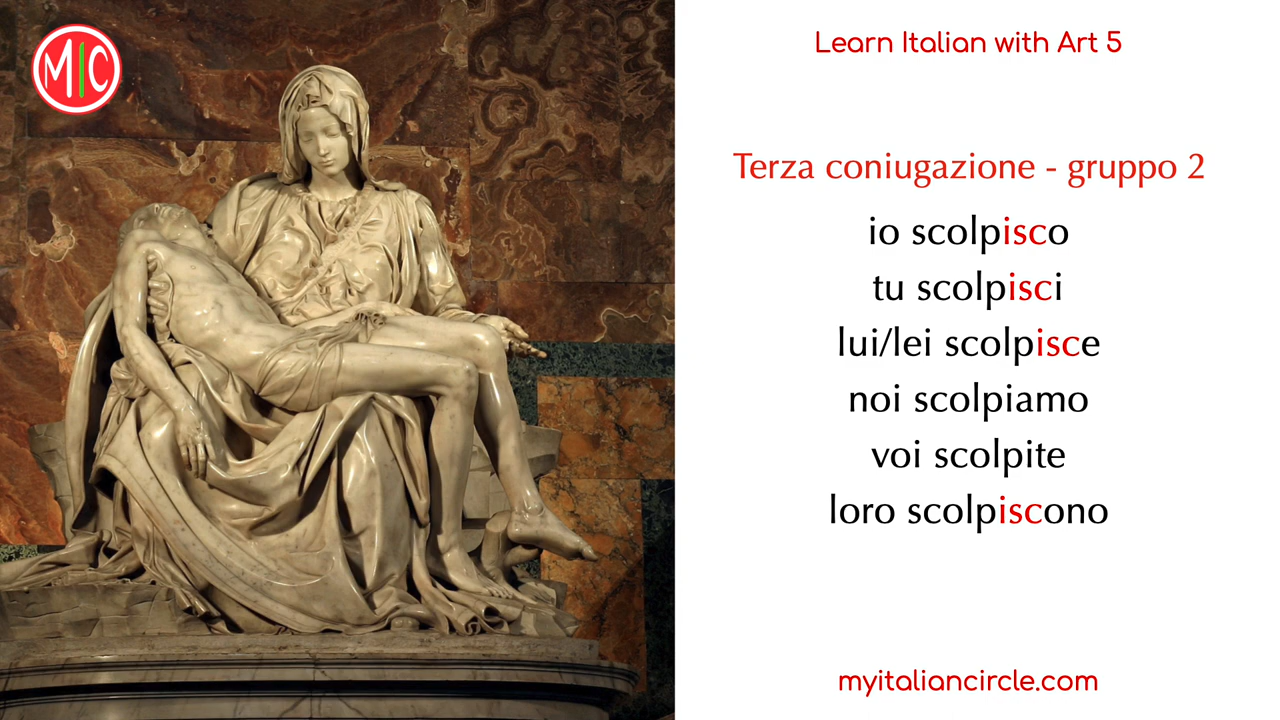 MIC
Learn Italian with Art 5
Terza coniugazione - gruppo 2
io scolpisco
tu scolpisci
lui/lei scolpisce
noi scolpiamo
voi scolpite
loro scolpiscono
myitaliancircle.com